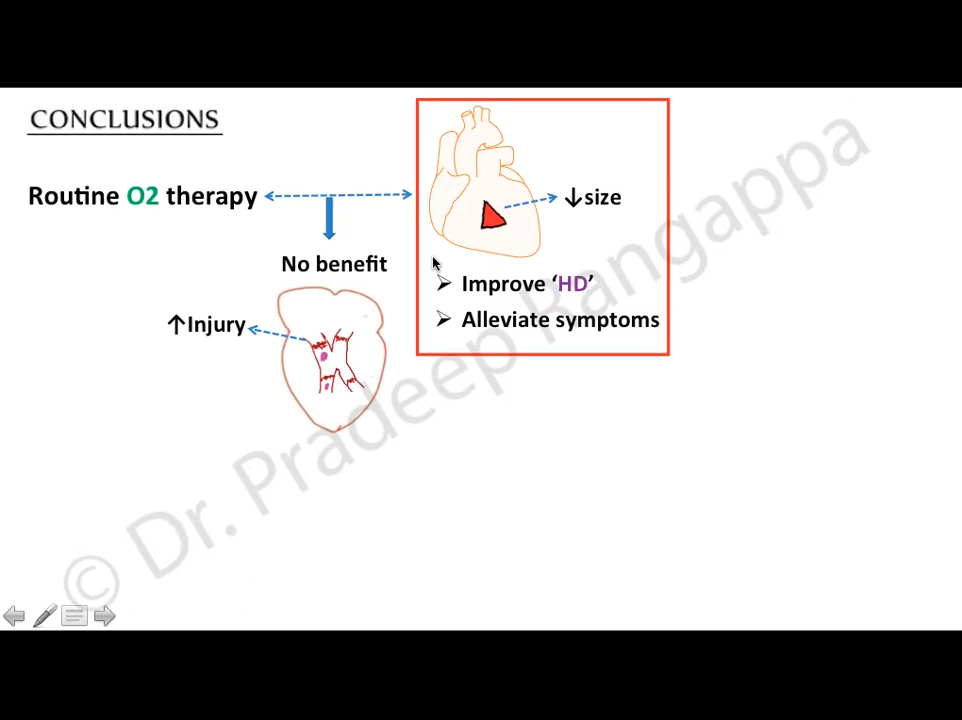 CONCLUSIONS
Routine O2 therapy
↓size
No benefit
➢ Improve ‘HD’
➢ Alleviate symptoms
↑Injury
© Dr. Pradeep Rangappa